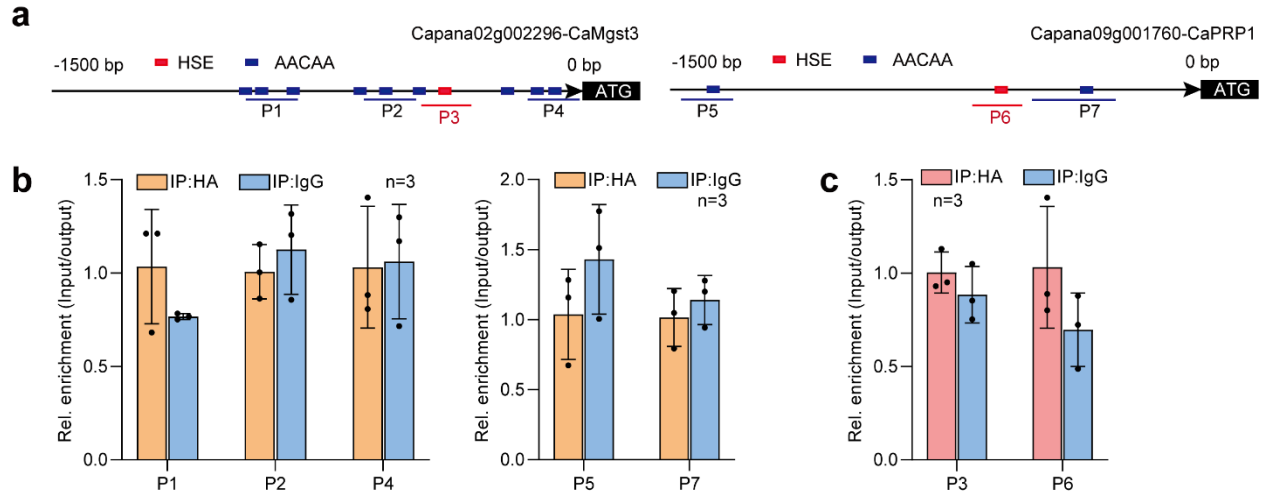 a
Capana02g002296-CaMgst3
-1500 bp HSE AACAA 0 bp
ATG
P1 P2 P3 P4
Capana09g001760-CaPRP1
-1500 bp HSE AACAA 0 bp
ATG
P5 P6 P7
b
IP:HA IP:IgG n=3
Rel. enrichment (Input/output)
1.5
1.0
0.5
0.0
P1 P2 P4
IP:HA IP:IgG
n=3
Rel. enrichment (Input/output)
2.0
1.5
1.0
0.5
0.0
P5 P7
c
IP:HA IP:IgG
n=3
Rel. enrichment (Input/output)
1.5
1.0
0.5
0.0
P3 P6